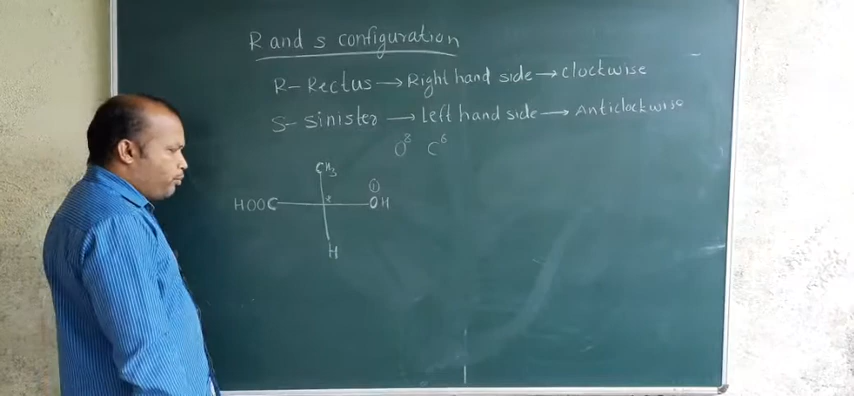 R and s configuration
R- Rectus → Right hand side → clockwise
S- sinister → Left hand side → Anticlockwise
O⁸ C⁶
CH₃
①
HOOC * OH
H